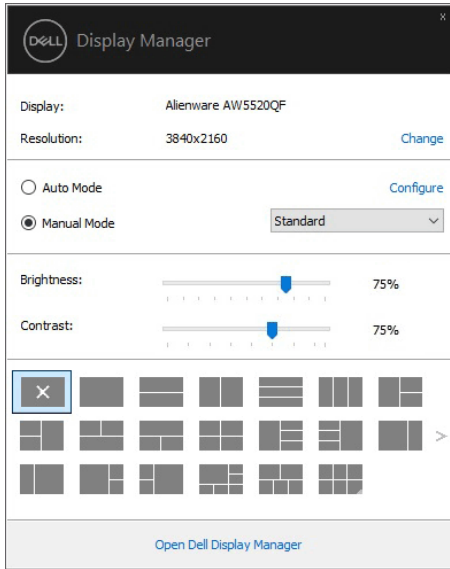 x
DELL Display Manager
Display: Alienware AW5520QF
Resolution: 3840x2160 Change
Auto Mode Configure
Manual Mode Standard
Brightness: 75%
Contrast: 75%
Open Dell Display Manager